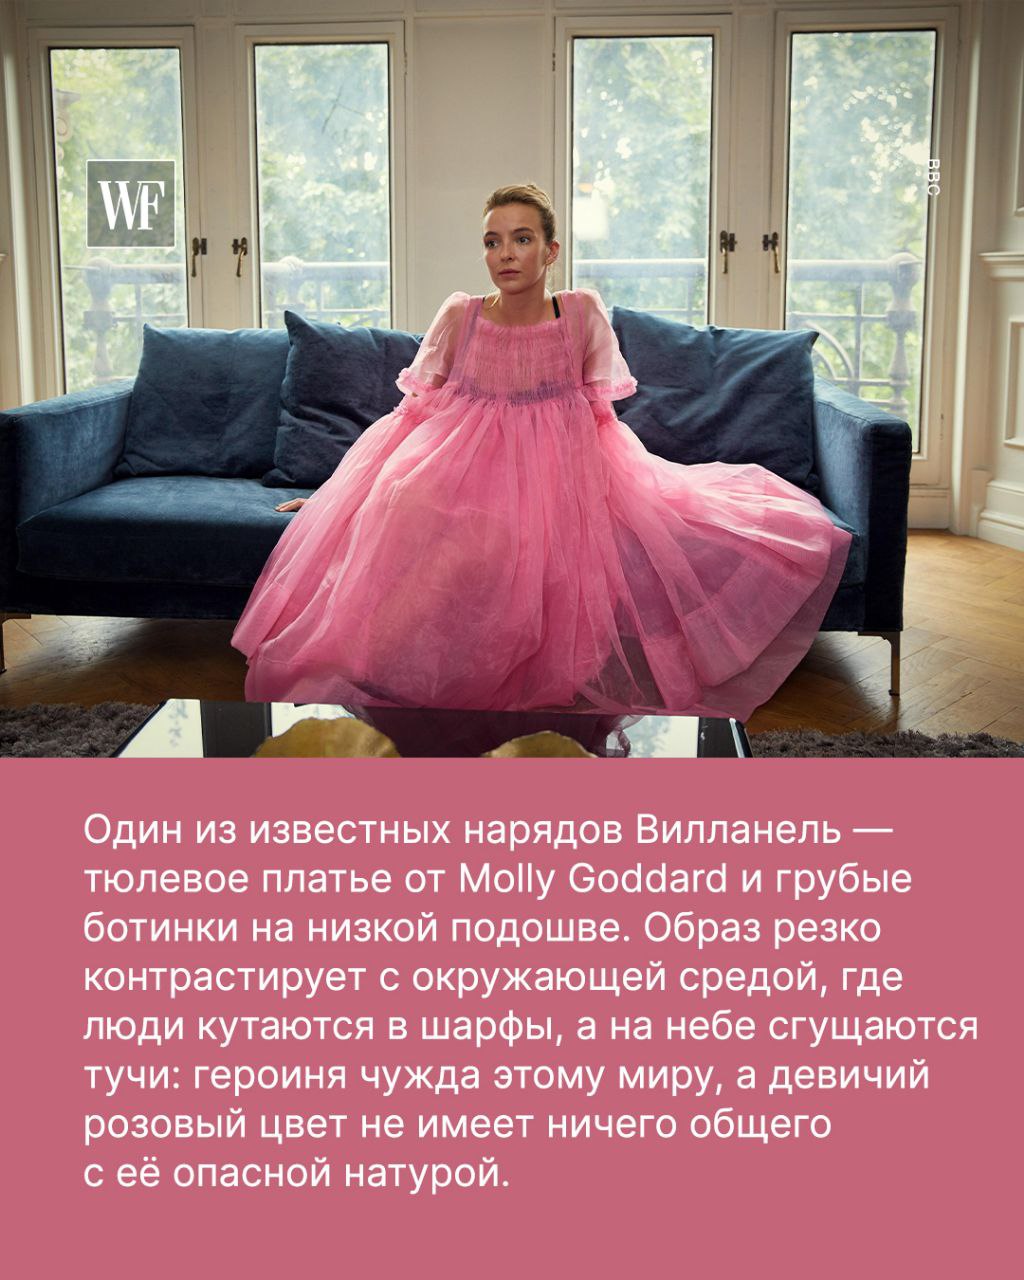 WF
BBC
Один из известных нарядов Вилланель —
тюлевое платье от Molly Goddard и грубые
ботинки на низкой подошве. Образ резко
контрастирует с окружающей средой, где
люди кутаются в шарфы, а на небе сгущаются
тучи: героиня чужда этому миру, а девичий
розовый цвет не имеет ничего общего
с её опасной натурой.